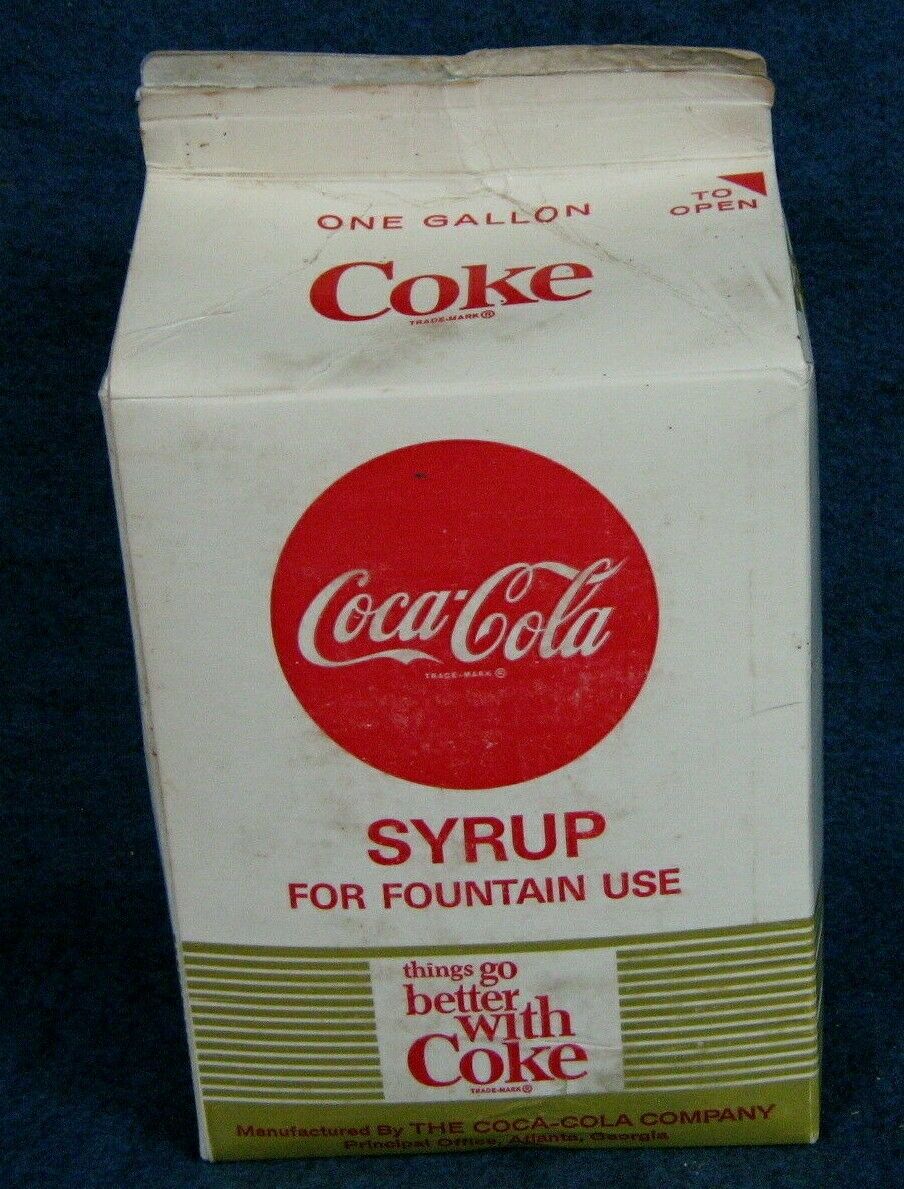 ONE GALLON
TO
OPEN
Coke
TRADE-MARK ®
Coca-Cola
TRADE-MARK ®
SYRUP
FOR FOUNTAIN USE
things go
better
with
Coke
TRADE-MARK ®
Manufactured By THE COCA-COLA COMPANY
Principal Office, Atlanta, Georgia